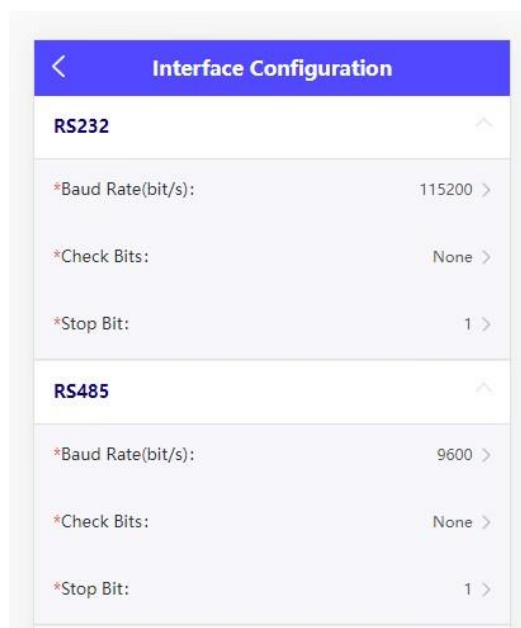 Interface Configuration
RS232
*Baud Rate(bit/s): 115200
*Check Bits: None
*Stop Bit: 1
RS485
*Baud Rate(bit/s): 9600
*Check Bits: None
*Stop Bit: 1